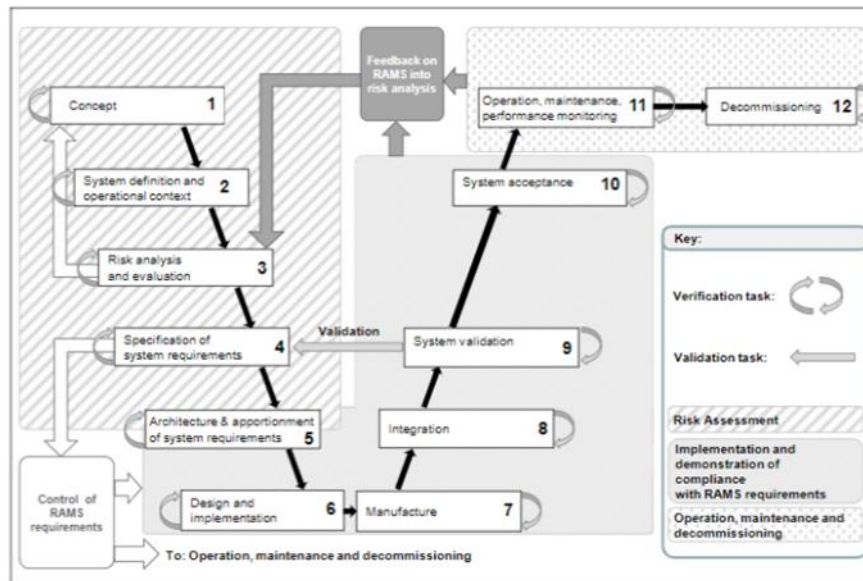 Feedback on
RAMS into
risk analysis
Concept 1
System definition and
operational context 2
Risk analysis
and evaluation 3
Specification of
system requirements 4
Architecture & apportionment
of system requirements 5
Design and
implementation 6
Manufacture 7
Integration 8
Validation
System validation 9
System acceptance 10
Operation, maintenance,
performance monitoring 11
Decommissioning 12
Control of
RAMS
requirements
To: Operation, maintenance and decommissioning
Key:
Verification task:
Validation task:
Risk Assessment
Implementation and
demonstration of
compliance
with RAMS requirements
Operation, maintenance and
decommissioning